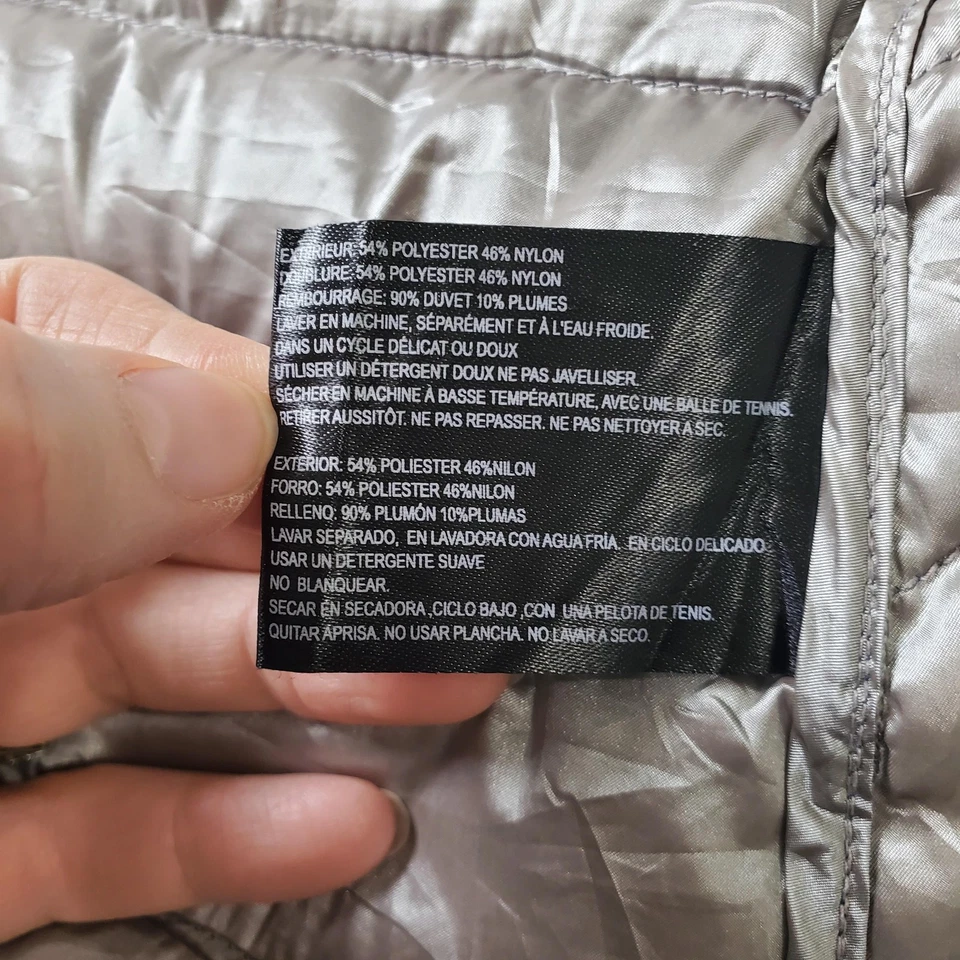 EXTÉRIEUR: 54% POLYESTER 46% NYLON
DOUBLURE: 54% POLYESTER 46% NYLON
REMBOURRAGE: 90% DUVET 10% PLUMES
LAVER EN MACHINE, SÉPARÉMENT ET À L'EAU FROIDE.
DANS UN CYCLE DÉLICAT OU DOUX
UTILISER UN DÉTERGENT DOUX NE PAS JAVELLISER.
SÉCHER EN MACHINE À BASSE TEMPÉRATURE, AVEC UNE BALLE DE TENNIS.
RETIRER AUSSITÔT. NE PAS REPASSER. NE PAS NETTOYER A SEC.
EXTERIOR: 54% POLIESTER 46%NILON
FORRO: 54% POLIESTER 46%NILON
RELLENO: 90% PLUMÓN 10%PLUMAS
LAVAR SEPARADO, EN LAVADORA CON AGUA FRÍA. EN CICLO DELICADO
USAR UN DETERGENTE SUAVE
NO BLANQUEAR.
SECAR EN SECADORA ,CICLO BAJO ,CON UNA PELOTA DE TENIS.
QUITAR APRISA. NO USAR PLANCHA. NO LAVAR A SECO.